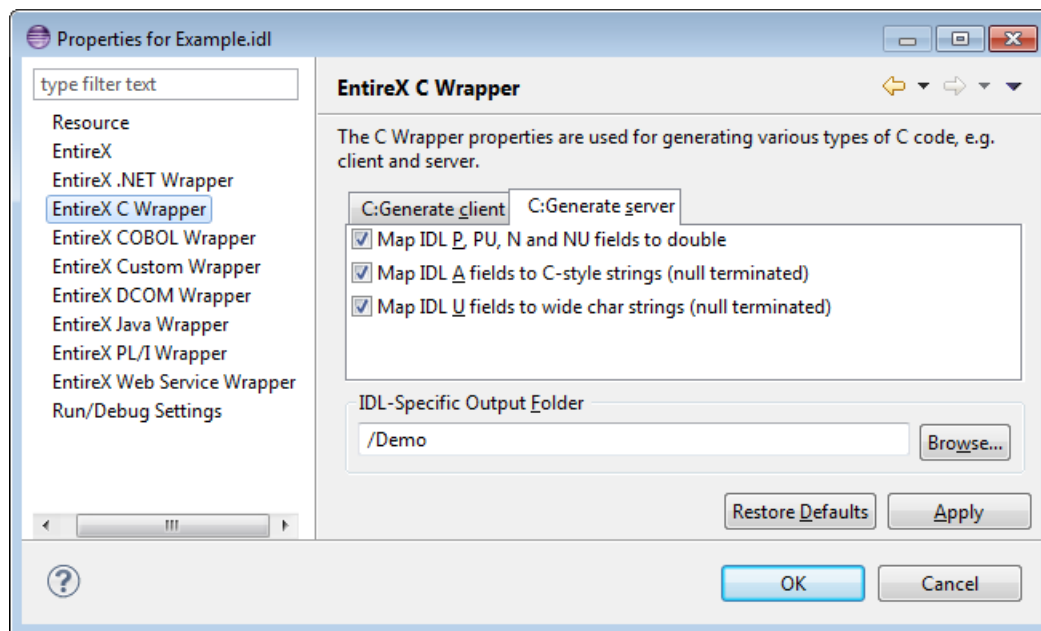 Properties for Example.idl
type filter text
Resource
EntireX
EntireX .NET Wrapper
EntireX C Wrapper
EntireX COBOL Wrapper
EntireX Custom Wrapper
EntireX DCOM Wrapper
EntireX Java Wrapper
EntireX PL/I Wrapper
EntireX Web Service Wrapper
Run/Debug Settings
EntireX C Wrapper
The C Wrapper properties are used for generating various types of C code, e.g.
client and server.
C:Generate client C:Generate server
Map IDL P, PU, N and NU fields to double
Map IDL A fields to C-style strings (null terminated)
Map IDL U fields to wide char strings (null terminated)
IDL-Specific Output Folder
/Demo Browse...
Restore Defaults Apply
? OK Cancel